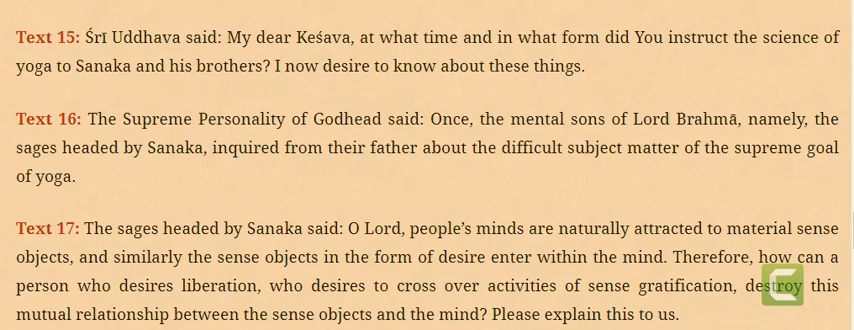 Text 15: Śrī Uddhava said: My dear Keśava, at what time and in what form did You instruct the science of
yoga to Sanaka and his brothers? I now desire to know about these things.
Text 16: The Supreme Personality of Godhead said: Once, the mental sons of Lord Brahmā, namely, the
sages headed by Sanaka, inquired from their father about the difficult subject matter of the supreme goal
of yoga.
Text 17: The sages headed by Sanaka said: O Lord, people’s minds are naturally attracted to material sense
objects, and similarly the sense objects in the form of desire enter within the mind. Therefore, how can a
person who desires liberation, who desires to cross over activities of sense gratification, destroy this
mutual relationship between the sense objects and the mind? Please explain this to us.